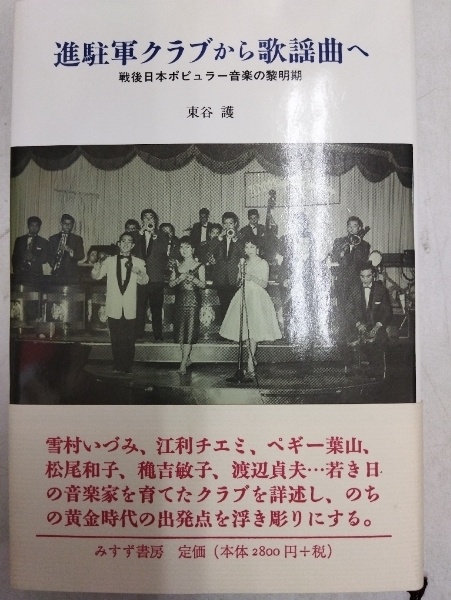 進駐軍クラブから歌謡曲へ
戦後日本ポピュラー音楽の黎明期
東谷 護
雪村いづみ、江利チエミ、ペギー葉山、
松尾和子、穐吉敏子、渡辺貞夫…若き日
の音楽家を育てたクラブを詳述し、のち
の黄金時代の出発点を浮き彫りにする。
みすず書房 定価（本体2800円＋税）